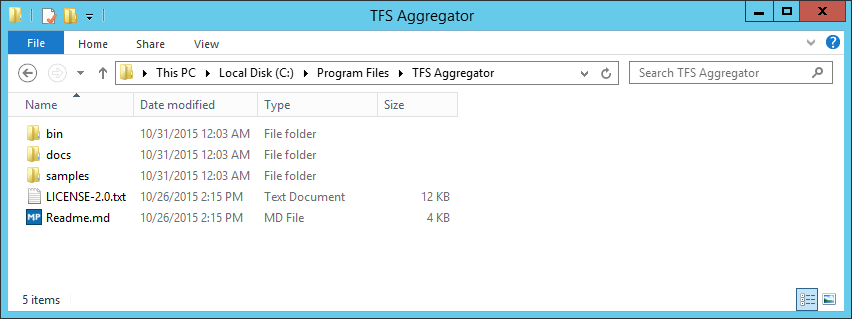 TFS Aggregator
File Home Share View
This PC Local Disk (C:) Program Files TFS Aggregator Search TFS Aggregator
Name Date modified Type Size
bin 10/31/2015 12:03 AM File folder
docs 10/31/2015 12:03 AM File folder
samples 10/31/2015 12:03 AM File folder
LICENSE-2.0.txt 10/26/2015 2:15 PM Text Document 12 KB
MP Readme.md 10/26/2015 2:15 PM MD File 4 KB
5 items